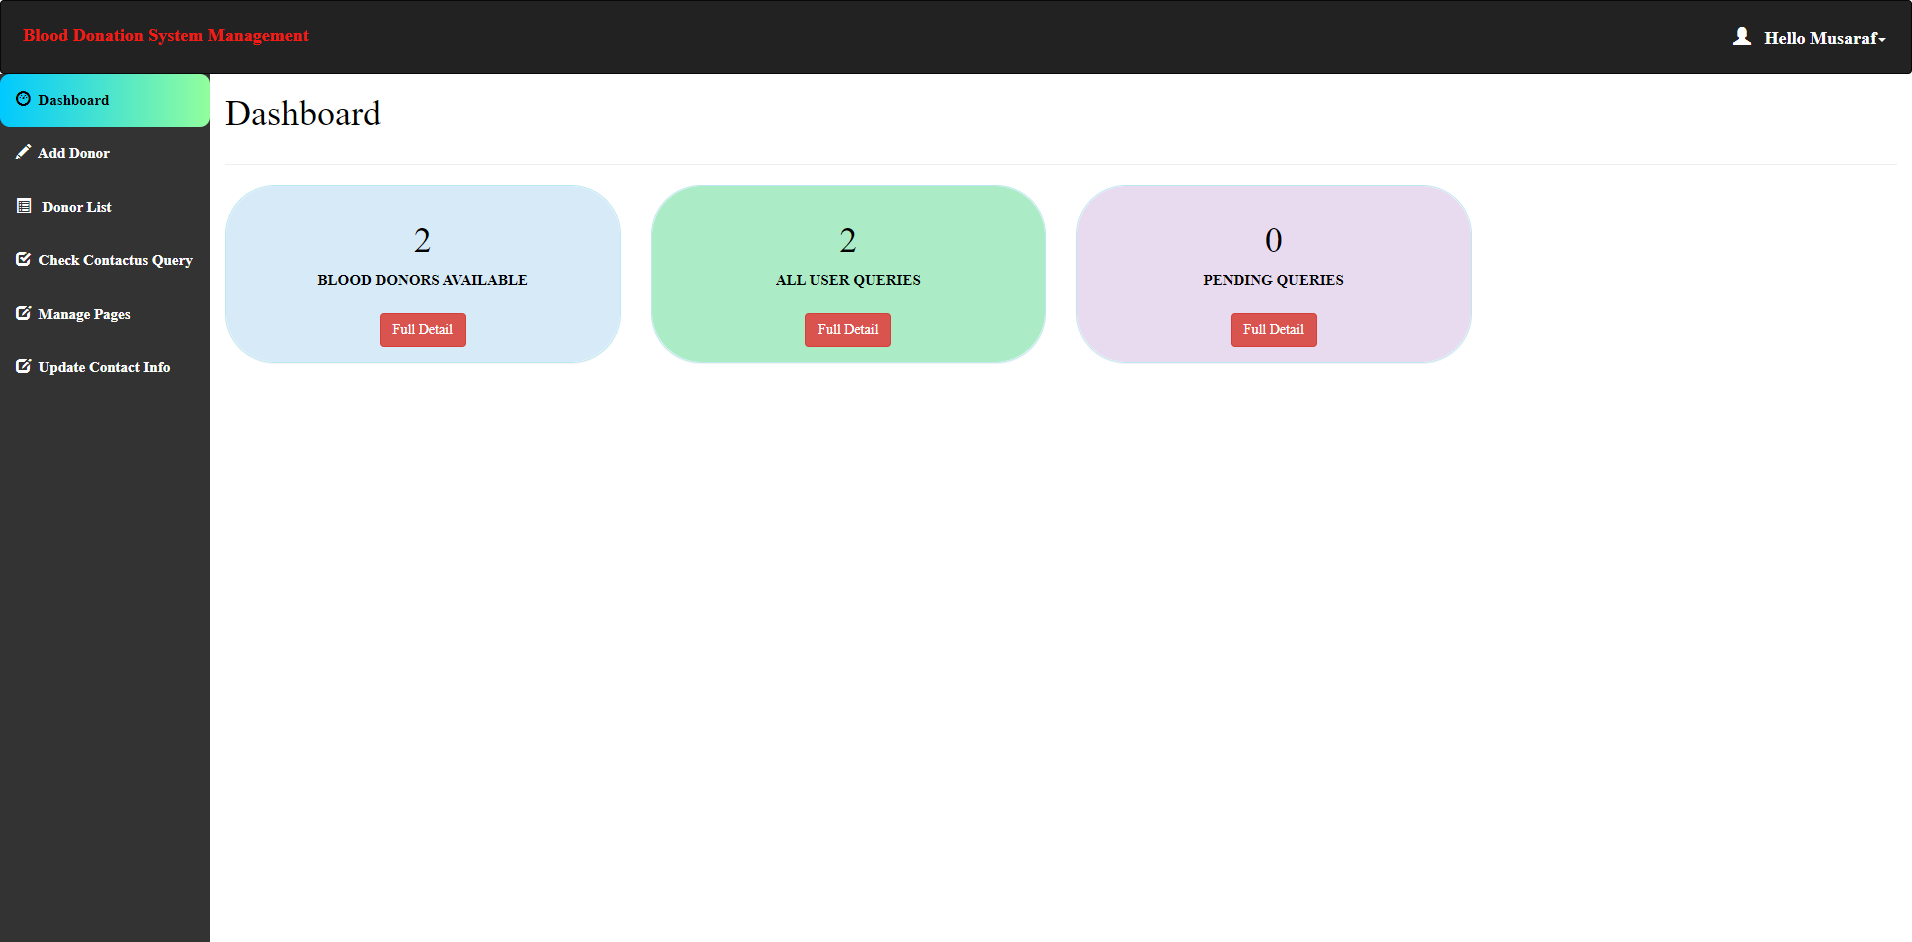 Blood Donation System Management
Hello Musaraf
Dashboard
Add Donor
Donor List
Check Contactus Query
Manage Pages
Update Contact Info
Dashboard
2
BLOOD DONORS AVAILABLE
Full Detail
2
ALL USER QUERIES
Full Detail
0
PENDING QUERIES
Full Detail